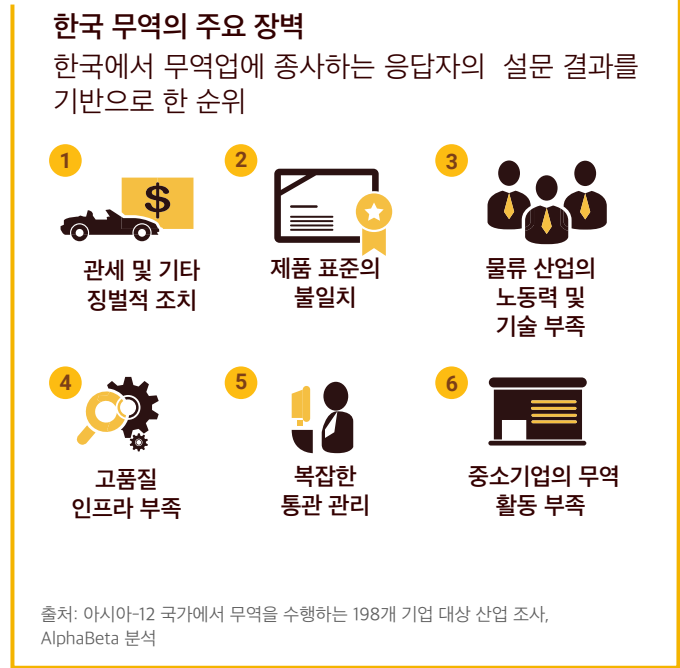 한국 무역의 주요 장벽
한국에서 무역업에 종사하는 응답자의 설문 결과를
기반으로 한 순위
1
$
관세 및 기타
징벌적 조치
2
제품 표준의
불일치
3
물류 산업의
노동력 및
기술 부족
4
고품질
인프라 부족
5
복잡한
통관 관리
6
중소기업의 무역
활동 부족
출처: 아시아-12 국가에서 무역을 수행하는 198개 기업 대상 산업 조사,
AlphaBeta 분석